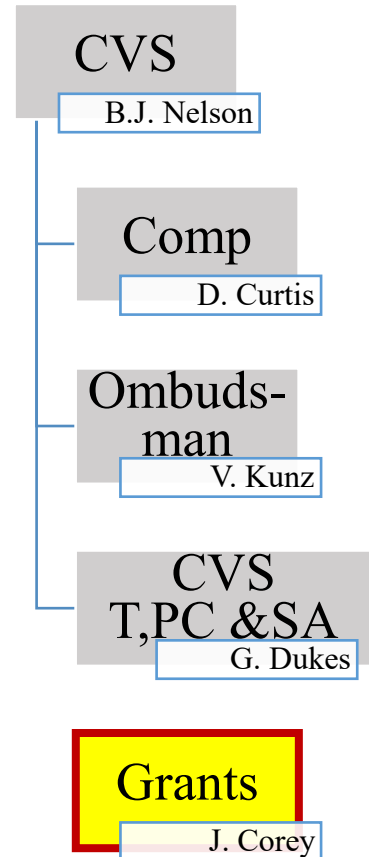 CVS
B.J. Nelson
Comp
D. Curtis
Ombuds-
man
V. Kunz
CVS
T,PC &SA
G. Dukes
Grants
J. Corey